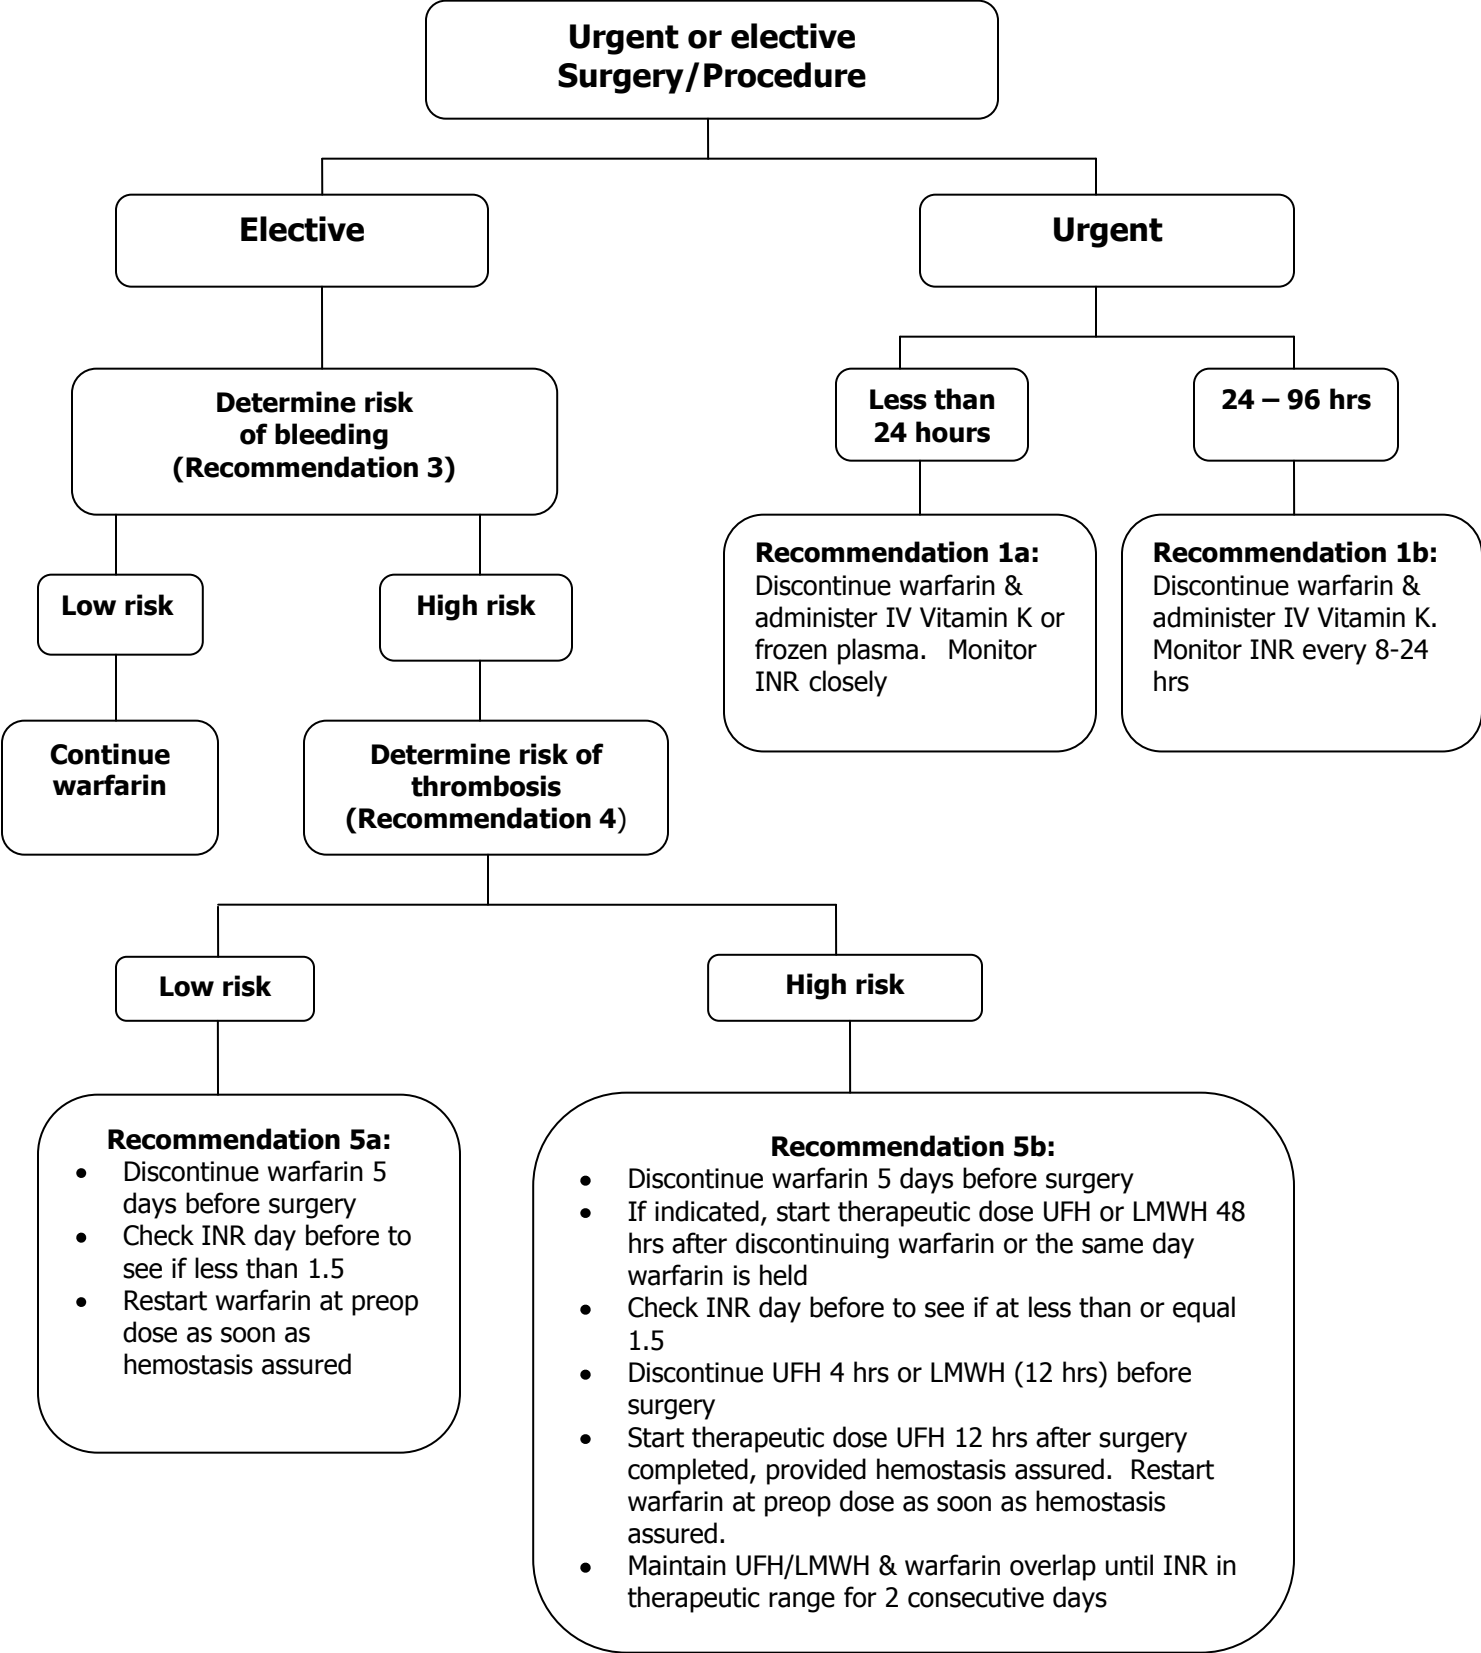 Urgent or elective
Surgery/Procedure
Elective
Urgent
Determine risk
of bleeding
(Recommendation 3)
Less than
24 hours
24 – 96 hrs
Low risk
High risk
Recommendation 1a:
Discontinue warfarin &
administer IV Vitamin K or
frozen plasma.   Monitor
INR closely
Recommendation 1b:
Discontinue warfarin &
administer IV Vitamin K.
Monitor INR every 8-24
hrs
Continue
warfarin
Determine risk of
thrombosis
(Recommendation 4)
Low risk
High risk
Recommendation 5a:
• Discontinue warfarin 5
days before surgery
• Check INR day before to
see if less than 1.5
• Restart warfarin at preop
dose as soon as
hemostasis assured
Recommendation 5b:
• Discontinue warfarin 5 days before surgery
• If indicated, start therapeutic dose UFH or LMWH 48
hrs after discontinuing warfarin or the same day
warfarin is held
• Check INR day before to see if at less than or equal
1.5
• Discontinue UFH 4 hrs or LMWH (12 hrs) before
surgery
• Start therapeutic dose UFH 12 hrs after surgery
completed, provided hemostasis assured.  Restart
warfarin at preop dose as soon as hemostasis
assured.
• Maintain UFH/LMWH & warfarin overlap until INR in
therapeutic range for 2 consecutive days